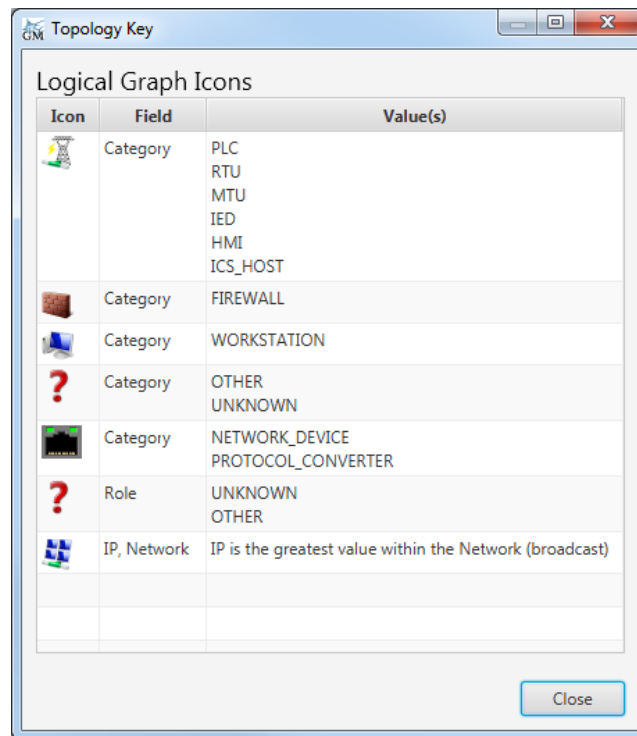 GM Topology Key
Logical Graph Icons
Icon Field Value(s)
Category PLC
RTU
MTU
IED
HMI
ICS_HOST
Category FIREWALL
Category WORKSTATION
? Category OTHER
UNKNOWN
Category NETWORK_DEVICE
PROTOCOL_CONVERTER
? Role UNKNOWN
OTHER
IP, Network IP is the greatest value within the Network (broadcast)
Close